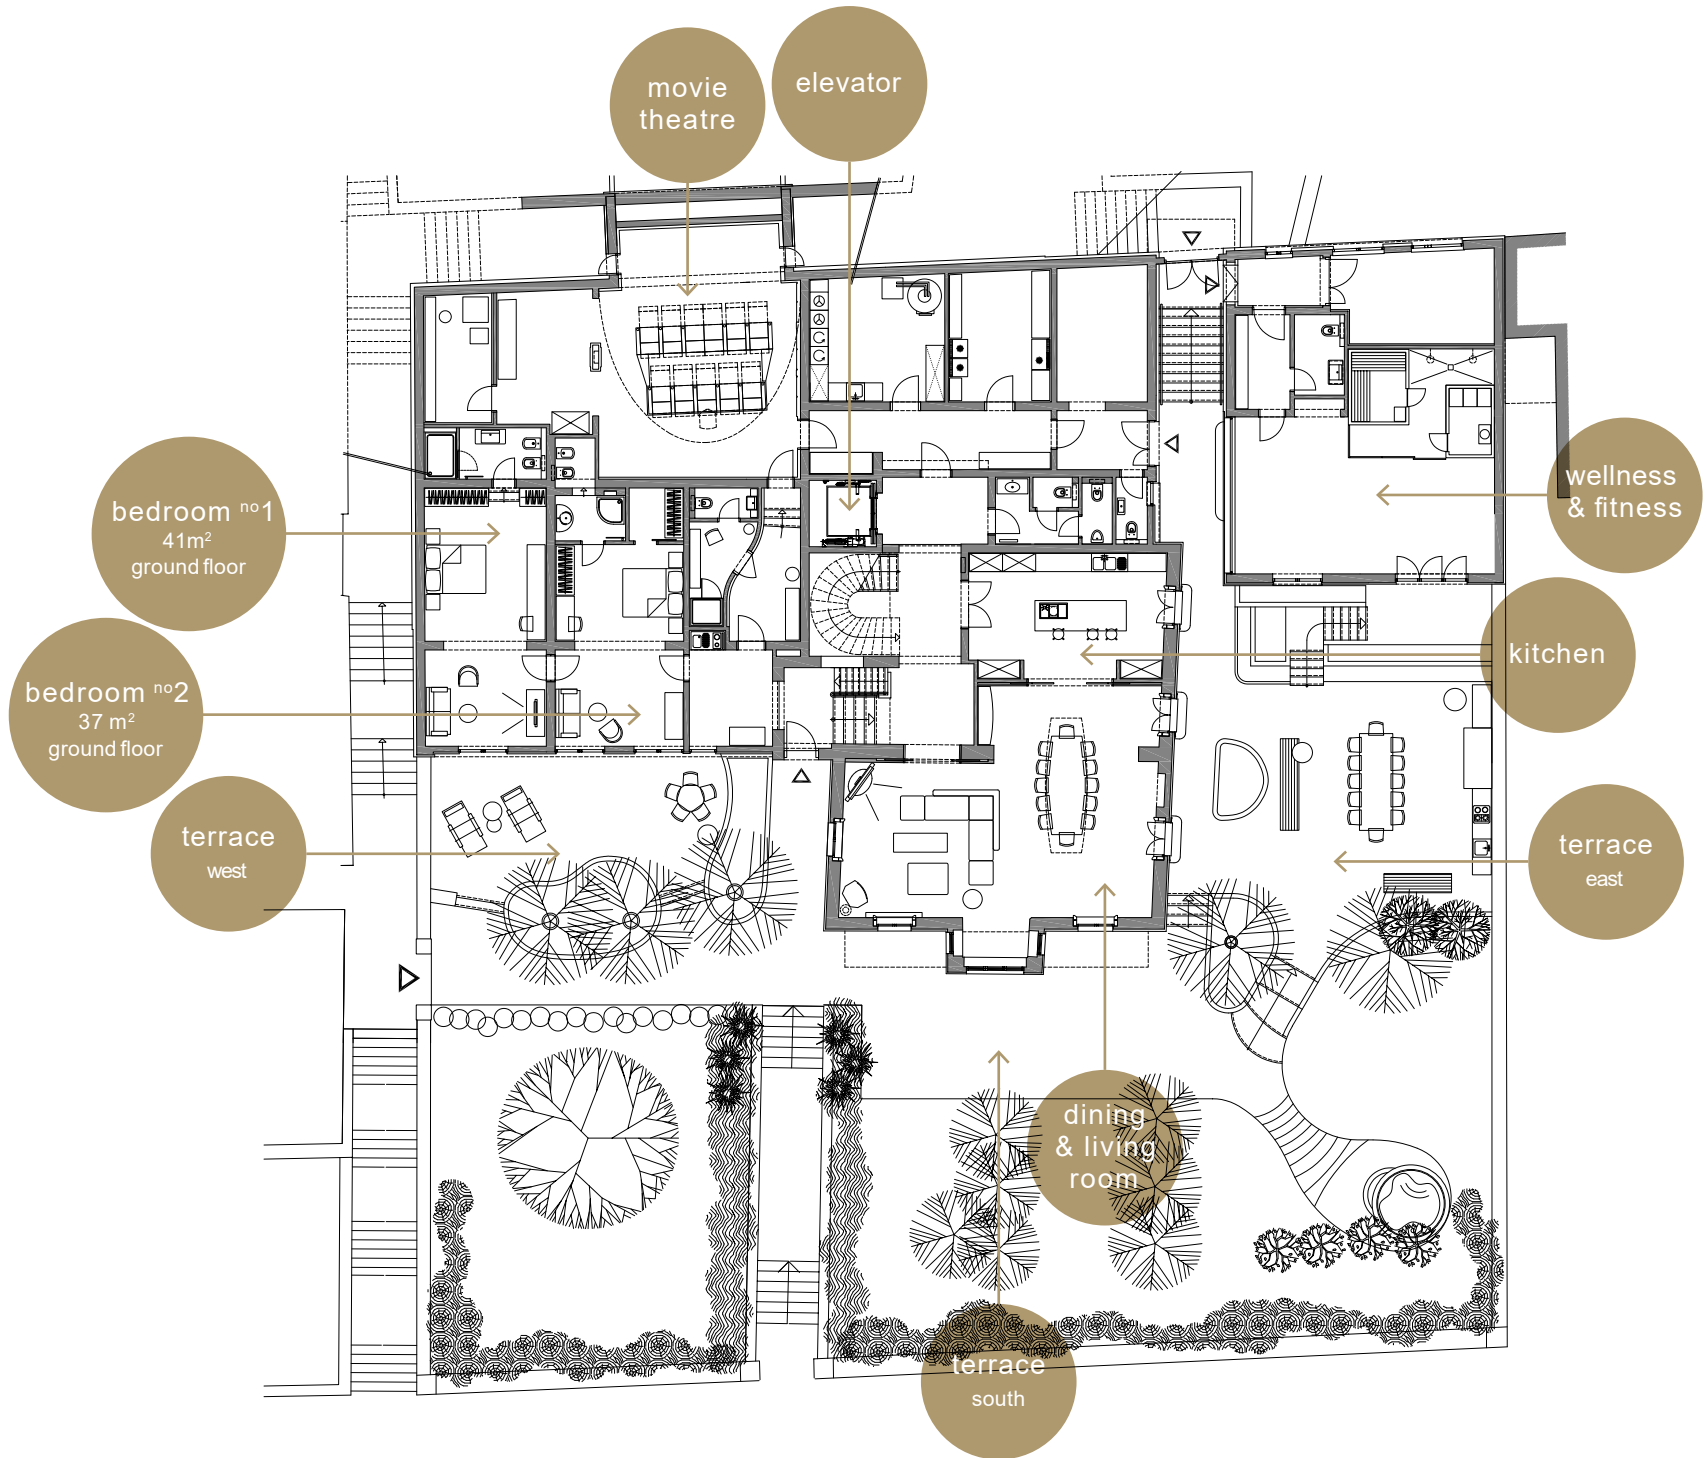 movie
theatre
elevator
bedroom no1
41m²
ground floor
wellness
& fitness
bedroom no2
37 m²
ground floor
kitchen
terrace
west
terrace
east
dining
& living
room
terrace
south